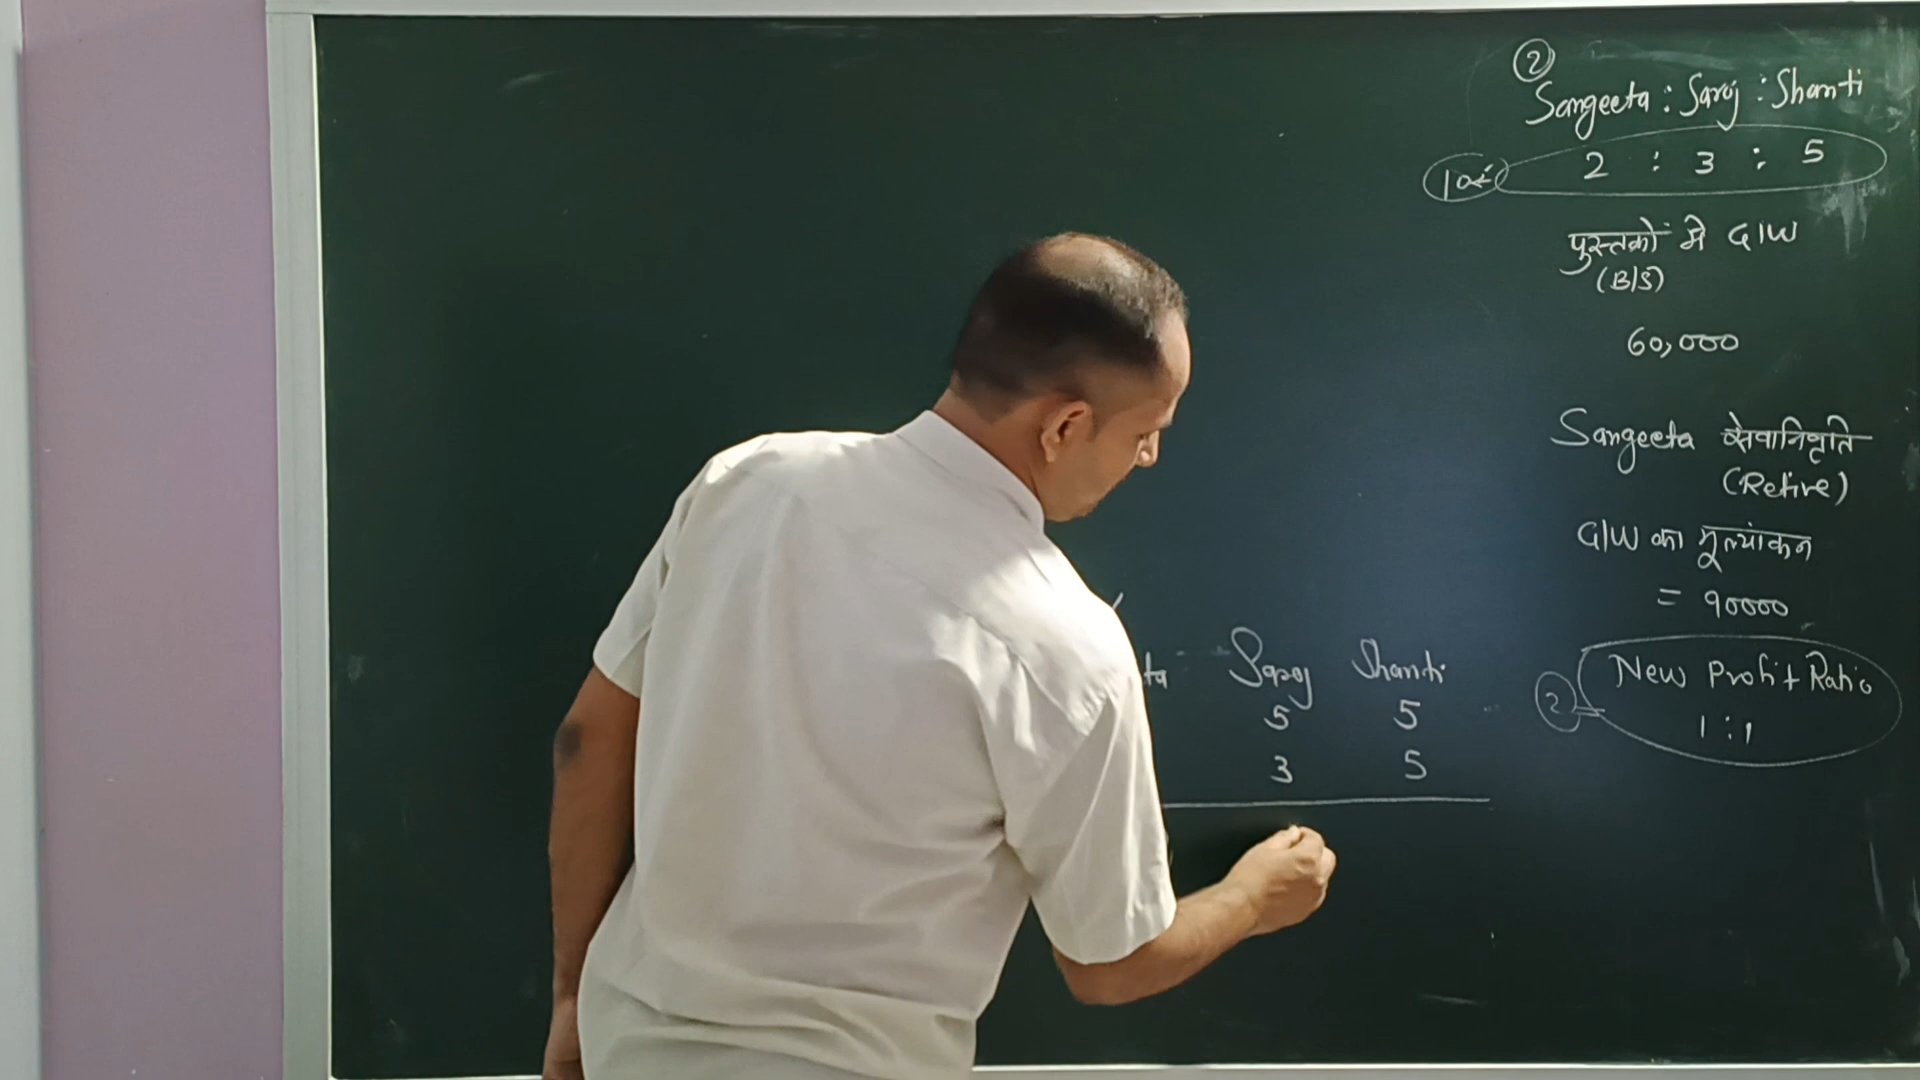 ②
Sangeeta : Saroj : Shanti
2 : 3 : 5
पुस्तकों में G/W
(B/S)
60,000
Sangeeta सेवानिवृति
(Retire)
G/W का मूल्यांकन
= 90000
New Profit Ratio
1 : 1
2
ta Saroj Shanti
5 5
3 5